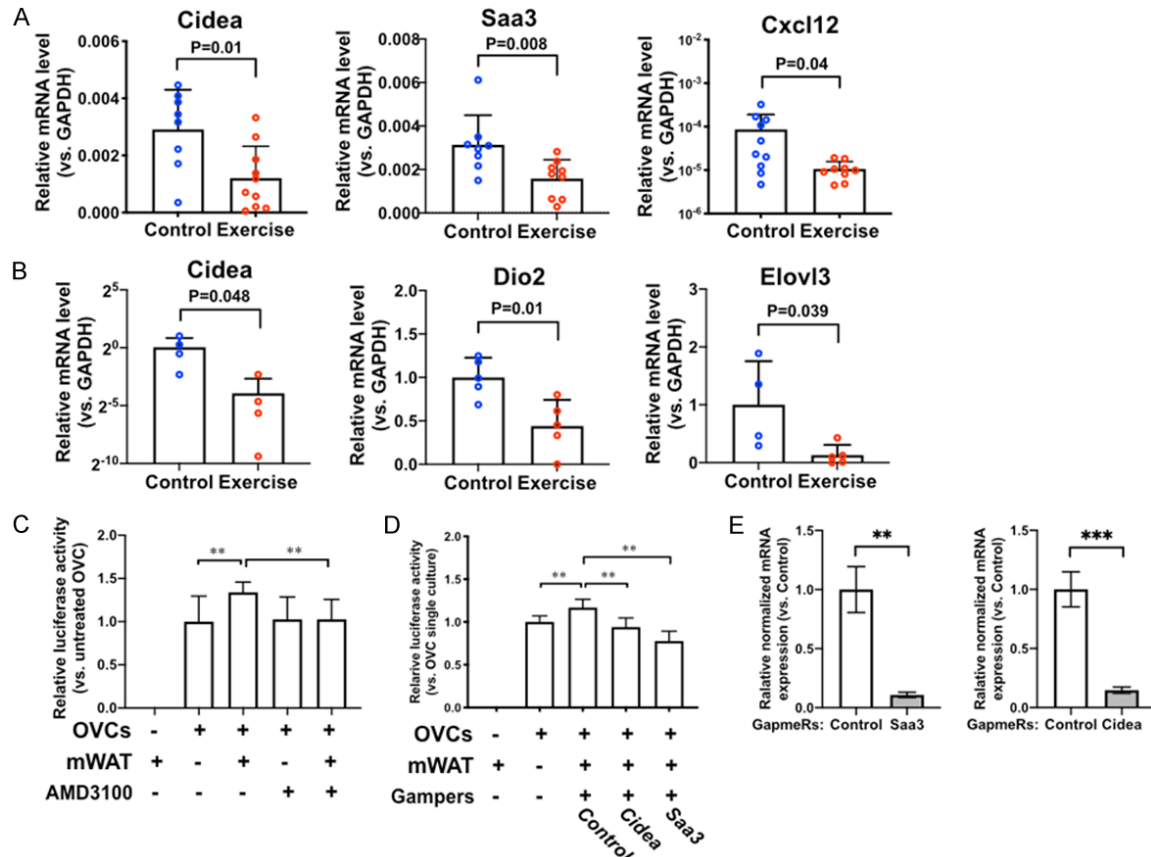 A
Cidea
Relative mRNA level
(vs. GAPDH)
0.006
0.004
0.002
0.000
P=0.01
Control Exercise
Saa3
Relative mRNA level
(vs. GAPDH)
0.008
0.006
0.004
0.002
0.000
P=0.008
Control Exercise
Cxcl12
Relative mRNA level
(vs. GAPDH)
10-2
10-3
10-4
10-5
10-6
P=0.04
Control Exercise
B
Cidea
Relative mRNA level
(vs. GAPDH)
2^5
2^0
2^-5
2^-10
P=0.048
Control Exercise
Dio2
Relative mRNA level
(vs. GAPDH)
2.0
1.5
1.0
0.5
0.0
P=0.01
Control Exercise
Elovl3
Relative mRNA level
(vs. GAPDH)
3
2
1
0
P=0.039
Control Exercise
C
Relative luciferase activity
(vs. untreated OVC)
2.0
1.5
1.0
0.5
0.0
** **
OVCs - + + + +
mWAT + - + - +
AMD3100 + +
D
Relarive luciferase activity
(vs. OVC single culture)
2.0
1.5
1.0
0.5
0.0
**
** **
OVCs - + + + +
mWAT + - + + +
Gampers - - + + +
Control Cidea Saa3
E
Ralative normalized mRNA
expression (vs. Control)
1.5
1.0
0.5
0.0
**
GapmeRs: Control Saa3
Ralative normalized mRNA
expression (vs. Control)
1.5
1.0
0.5
0.0
***
GapmeRs: Control Cidea